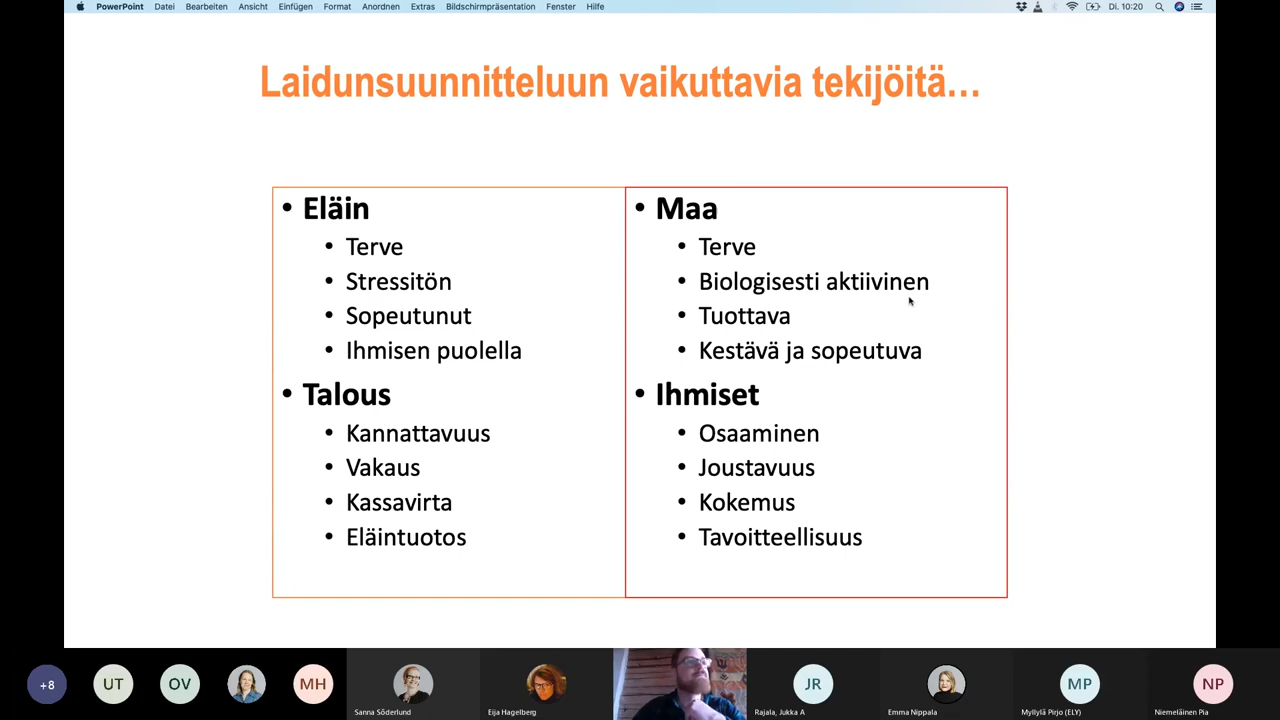 PowerPoint Datei Bearbeiten Ansicht Einfügen Format Anordnen Extras Bildschirmpräsentation Fenster Hilfe Di. 10:20
Laidunsuunnitteluun vaikuttavia tekijöitä...
• Eläin
• Terve
• Stressitön
• Sopeutunut
• Ihmisen puolella
• Talous
• Kannattavuus
• Vakaus
• Kassavirta
• Eläintuotos
• Maa
• Terve
• Biologisesti aktiivinen
• Tuottava
• Kestävä ja sopeutuva
• Ihmiset
• Osaaminen
• Joustavuus
• Kokemus
• Tavoitteellisuus
+8 UT OV MH JR MP NP
Sanna Söderlund Eija Hagelberg Rajala, Jukka A Emma Nippala Myllylä Pirjo (ELY) Niemeläinen Pia